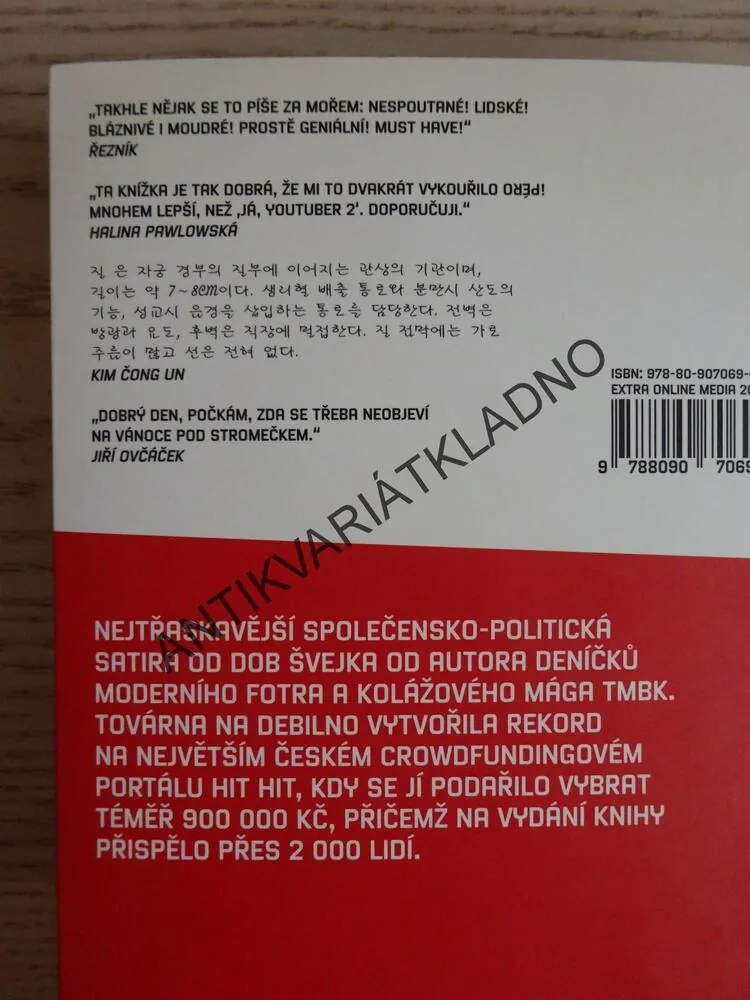 „TAKHLE NĚJAK SE TO PÍŠE ZA MOŘEM: NESPOUTANÉ! LIDSKÉ!
BLÁZNIVÉ I MOUDRÉ! PROSTĚ GENIÁLNÍ! MUST HAVE!“
ŘEZNÍK
„TA KNÍŽKA JE TAK DOBRÁ, ŽE MI TO DVAKRÁT VYKOUŘILO PÉRO!
MNOHEM LEPŠÍ, NEŽ ‚JÁ, YOUTUBER 2‘. DOPORUČUJI.“
HALINA PAWLOWSKÁ
질 은 자궁 경부의 질부에 이어지는 관상의 기관이며,
길이는 약 7~8cm이다. 생리혈 배출 통로와 분만시 산도의
기능, 성교시 음경을 삽입하는 통로를 담당한다. 전벽은
방광과 요도, 후벽은 직장에 밀접한다. 질 전막에는 가로
주름이 많고 선은 전혀 없다.
KIM ČONG UN
„DOBRÝ DEN, POČKÁM, ZDA SE TŘEBA NEOBJEVÍ
NA VÁNOCE POD STROMEČKEM.“
JIŘÍ OVČÁČEK
ISBN: 978-80-907069-
EXTRA ONLINE MEDIA 20
9 788090 7069
ANTIKVARIÁTKLADNO
SPOLEČENSKO-POLITICKÁ
OD DOB ŠVEJKA OD AUTORA DENÍČKŮ
MODERNÍHO FOTRA A KOLÁŽOVÉHO MÁGA TMBK.
TOVÁRNA NA DEBILNO VYTVOŘILA REKORD
NA NEJVĚTŠÍM ČESKÉM CROWDFUNDINGOVÉM
PORTÁLU HIT HIT, KDY SE JÍ PODAŘILO VYBRAT
TÉMĚŘ 900 000 KČ, PŘIČEMŽ NA VYDÁNÍ KNIHY
PŘISPĚLO PŘES 2 000 LIDÍ.